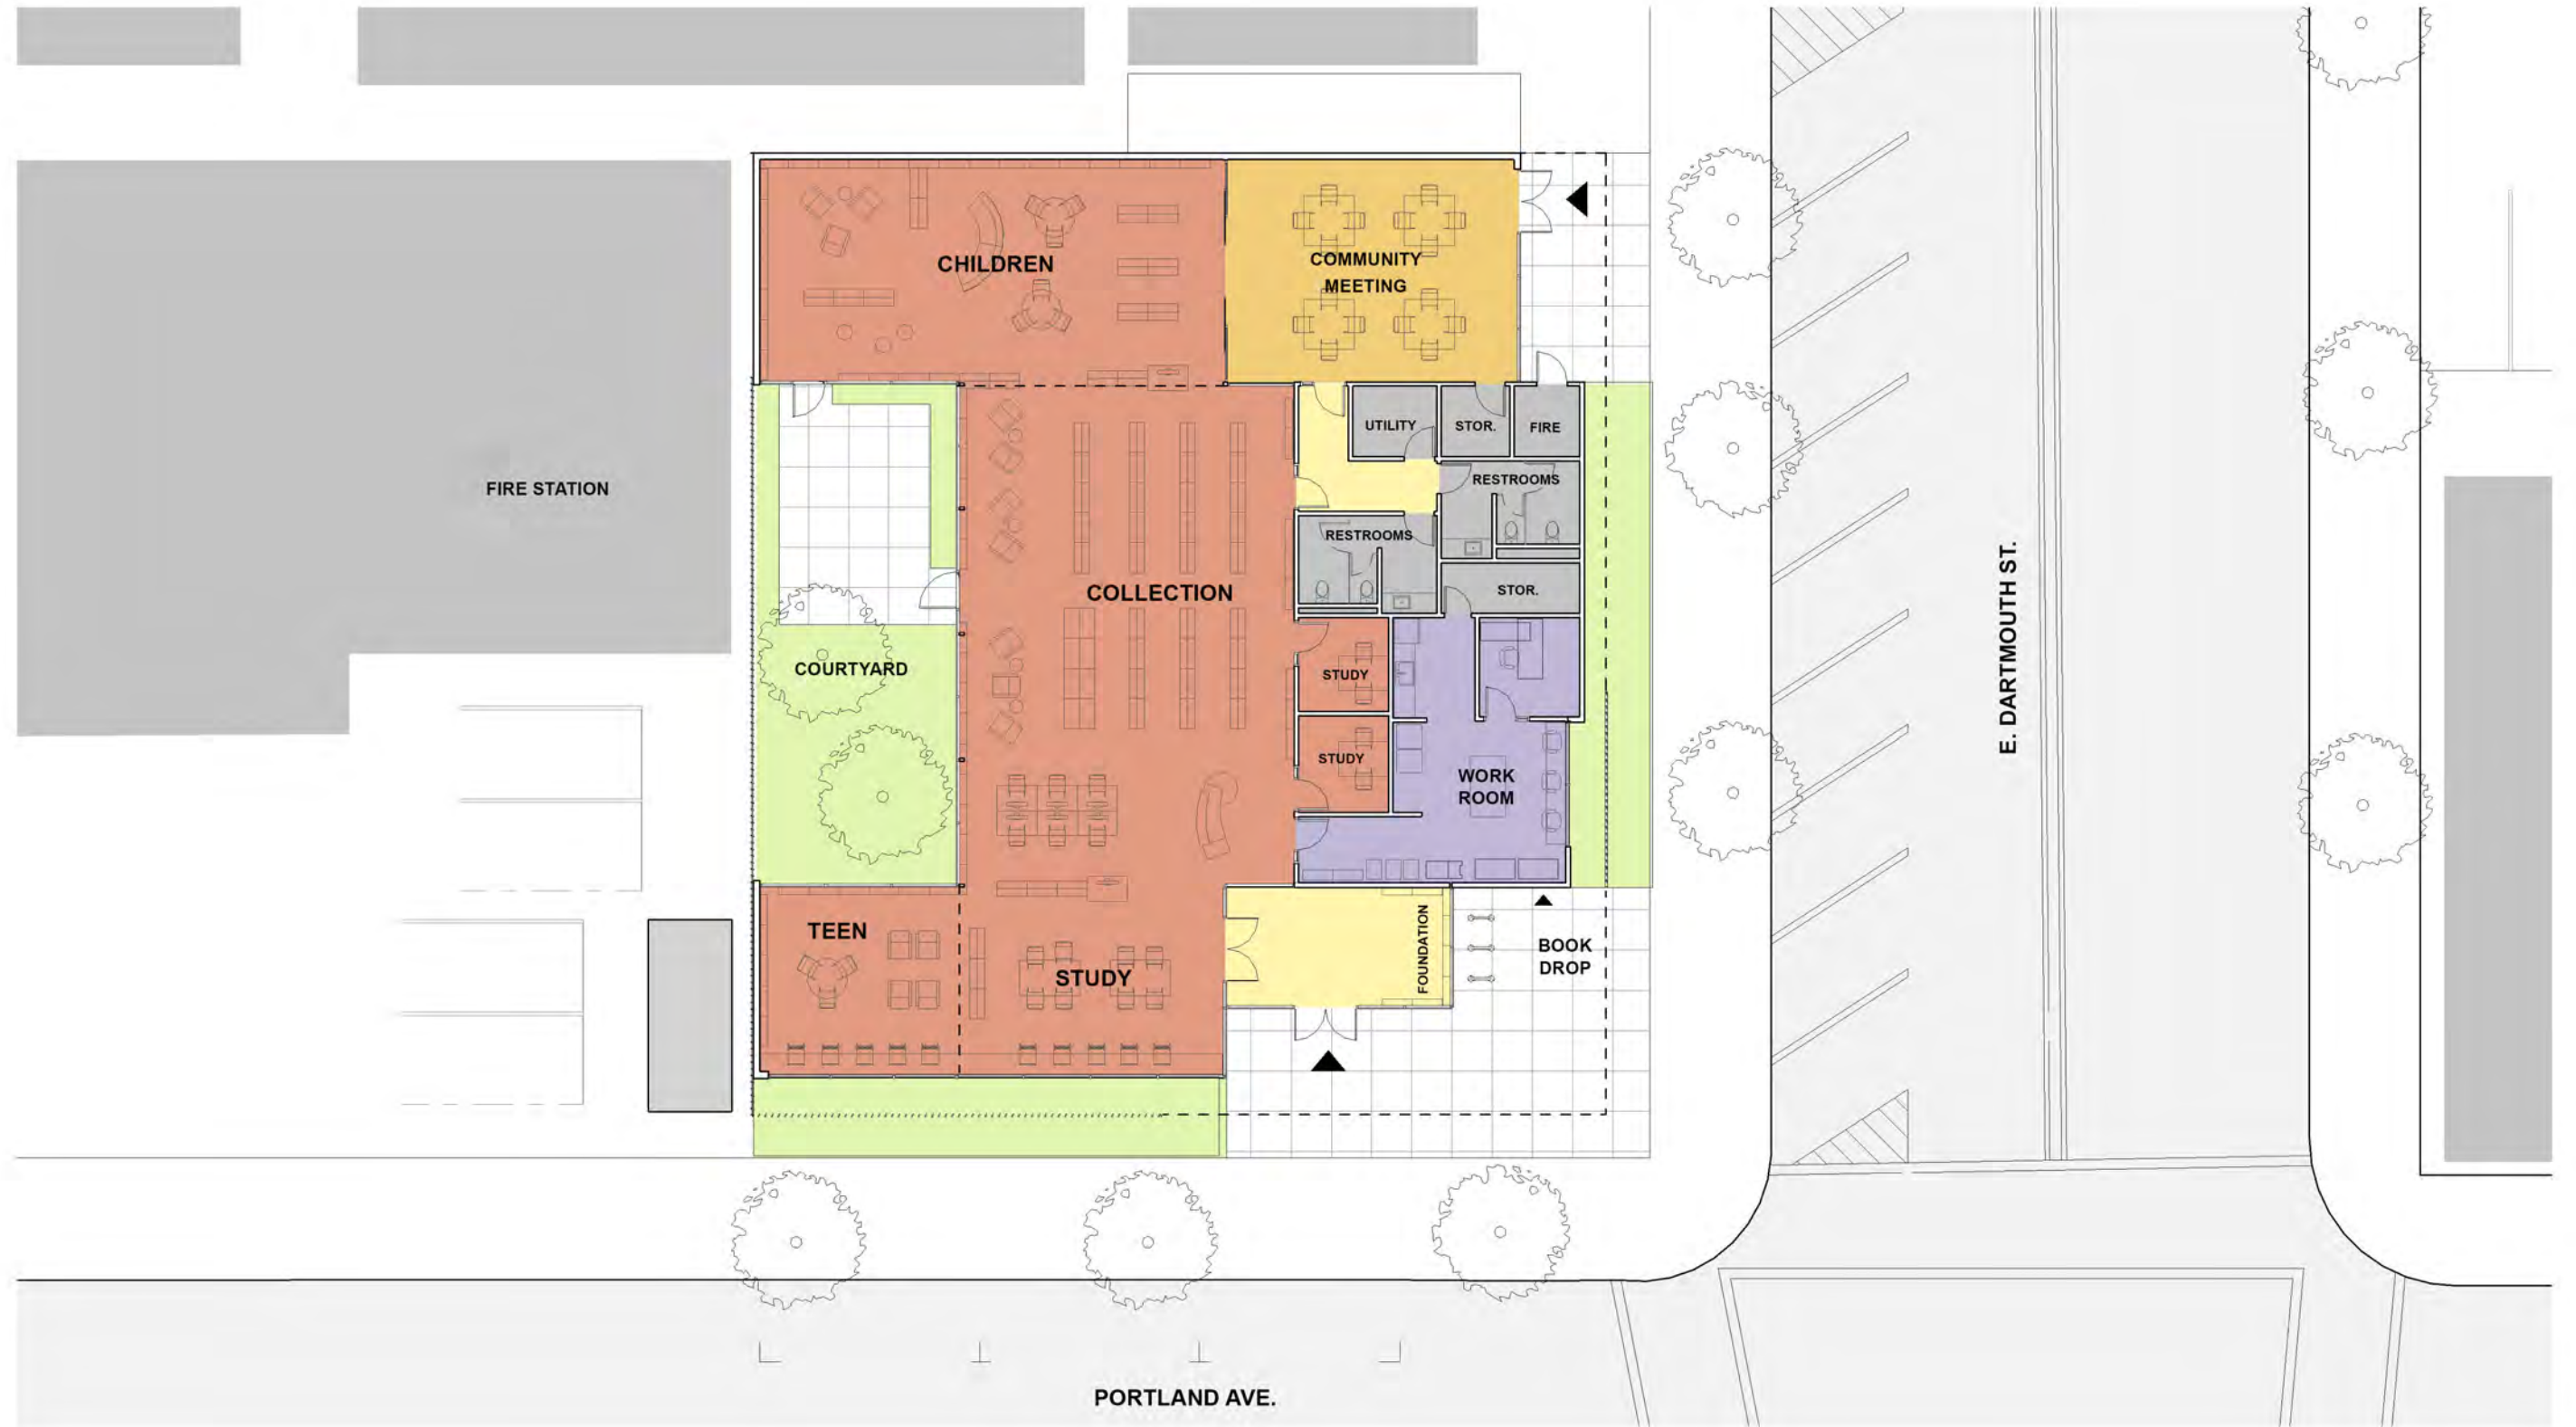 CHILDREN
COMMUNITY
MEETING
UTILITY
STOR.
FIRE
RESTROOMS
RESTROOMS
FIRE STATION
COLLECTION
STOR.
COURTYARD
STUDY
STUDY
WORK
ROOM
E. DARTMOUTH ST.
TEEN
STUDY
FOUNDATION
BOOK
DROP
PORTLAND AVE.